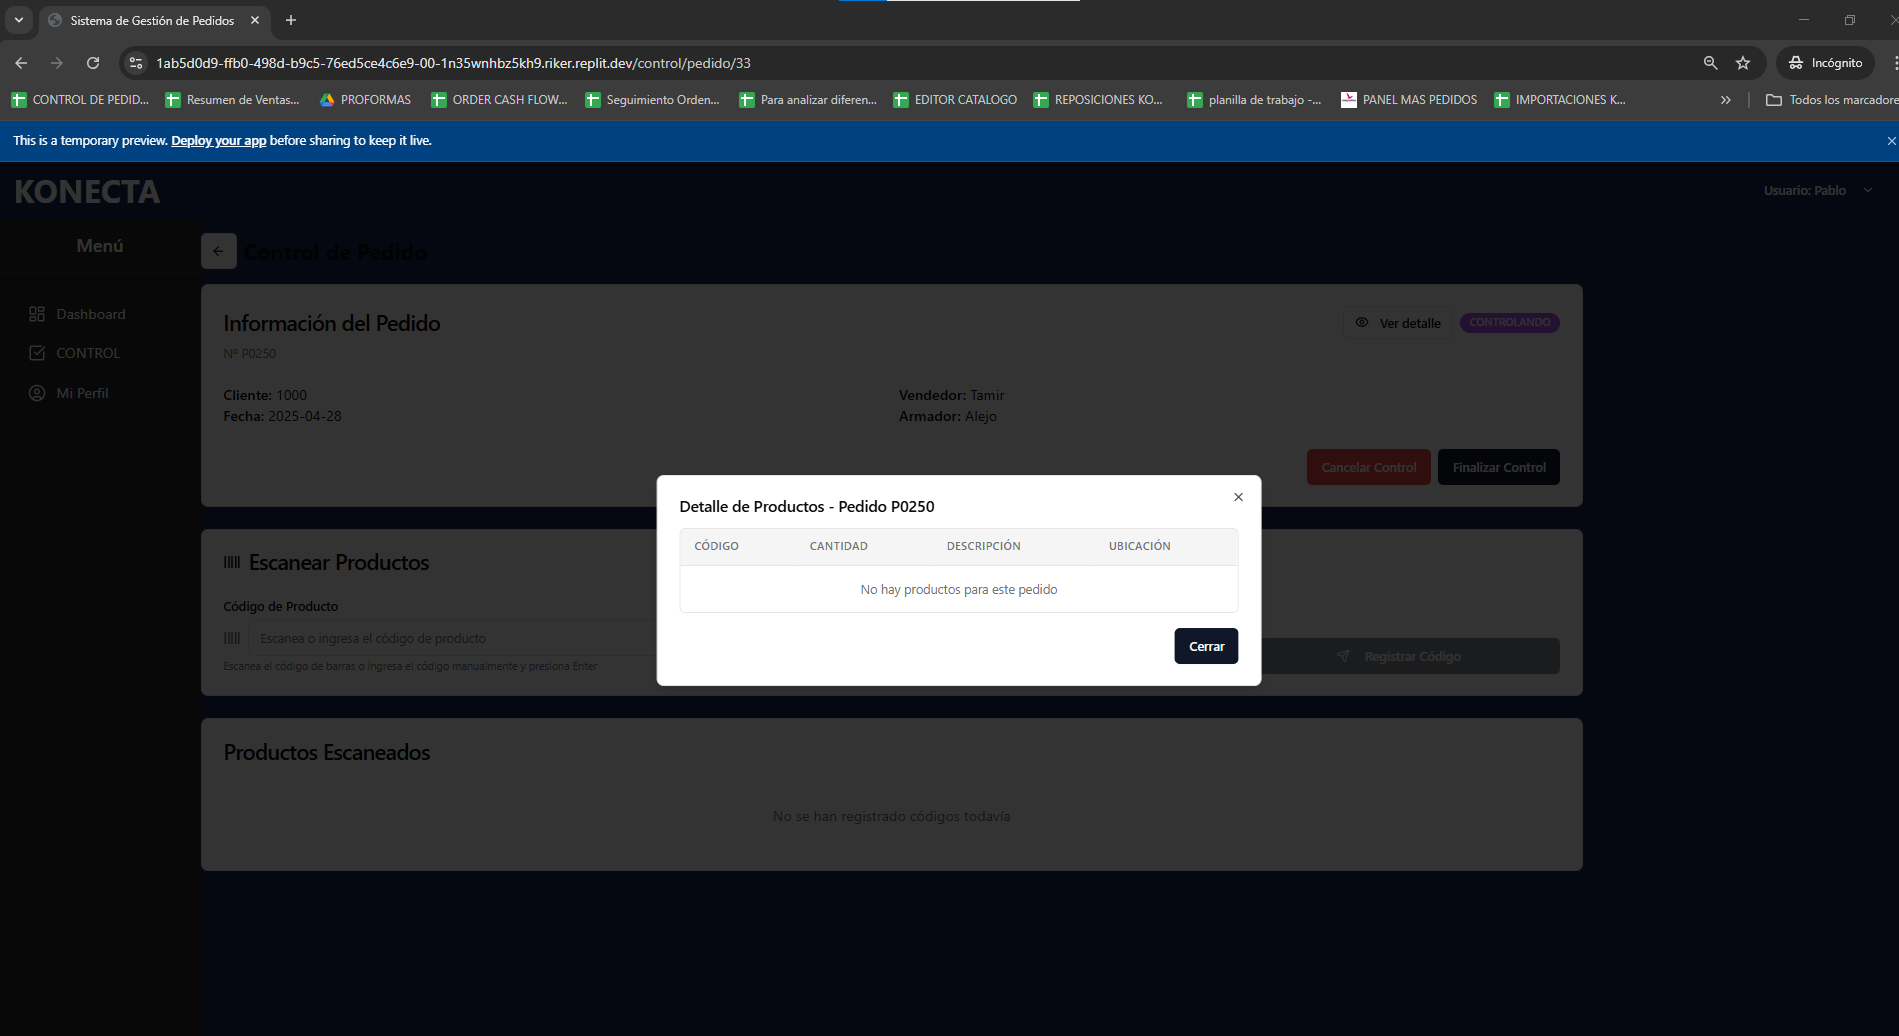 Sistema de Gestión de Pedidos
1ab5d0d9-ffb0-498d-b9c5-76ed5ce4c6e9-00-1n35wnhbz5kh9.riker.replit.dev/control/pedido/33
Incógnito
CONTROL DE PEDID...
Resumen de Ventas...
PROFORMAS
ORDER CASH FLOW...
Seguimiento Orden...
Para analizar diferen...
EDITOR CATALOGO
REPOSICIONES KO...
planilla de trabajo -...
PANEL MAS PEDIDOS
IMPORTACIONES K...
Todos los marcadore
This is a temporary preview. Deploy your app before sharing to keep it live.
KONECTA
Usuario: Pablo
Menú
Dashboard
CONTROL
Mi Perfil
Control de Pedido
Información del Pedido
Ver detalle
CONTROLANDO
Nº P0250
Cliente: 1000
Vendedor: Tamir
Fecha: 2025-04-28
Armador: Alejo
Cancelar Control
Finalizar Control
Detalle de Productos - Pedido P0250
CÓDIGO
CANTIDAD
DESCRIPCIÓN
UBICACIÓN
No hay productos para este pedido
Cerrar
Escanear Productos
Código de Producto
Escanea o ingresa el código de producto
Escanea el código de barras o ingresa el código manualmente y presiona Enter
Registrar Código
Productos Escaneados
No se han registrado códigos todavía